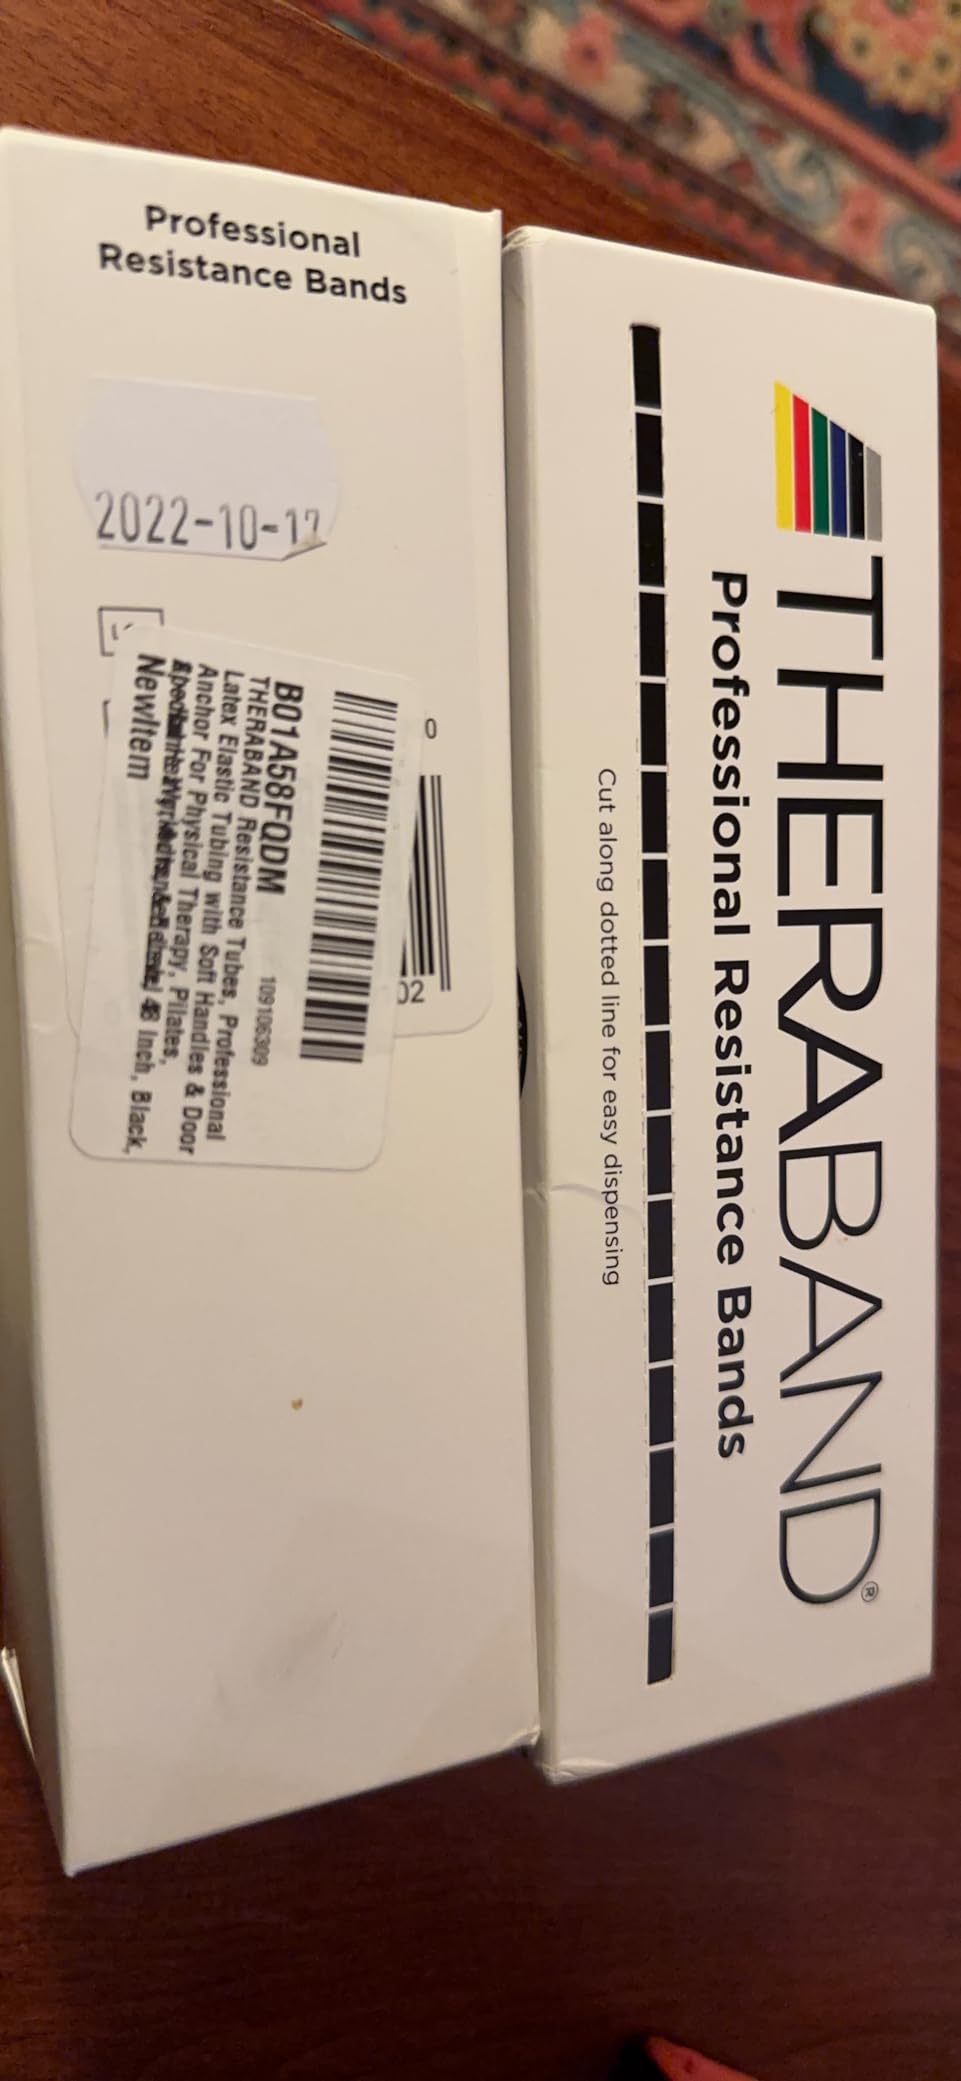 Professional
Resistance Bands
2022-10-17
0
02
B01A58FQDM
109106309
THERABAND Resistance Tubes, Professional
Latex Elastic Tubing with Soft Handles & Door
Anchor For Physical Therapy, Pilates,
Inch, Black,
NewItem
THERABAND®
Professional Resistance Bands
Cut along dotted line for easy dispensing